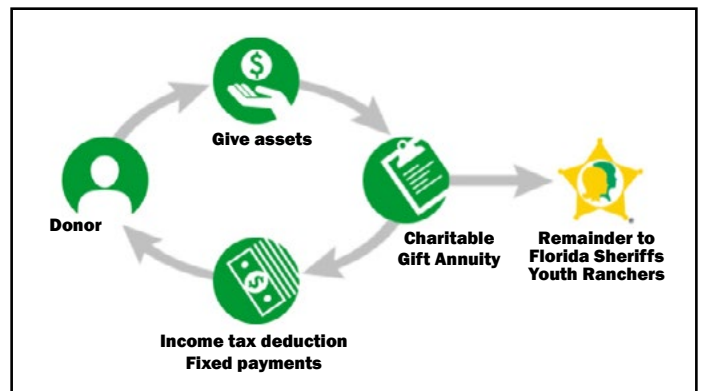 $
Give assets
Donor
Charitable
Gift Annuity
Remainder to
Florida Sheriffs
Youth Ranchers
$
Income tax deduction
Fixed payments